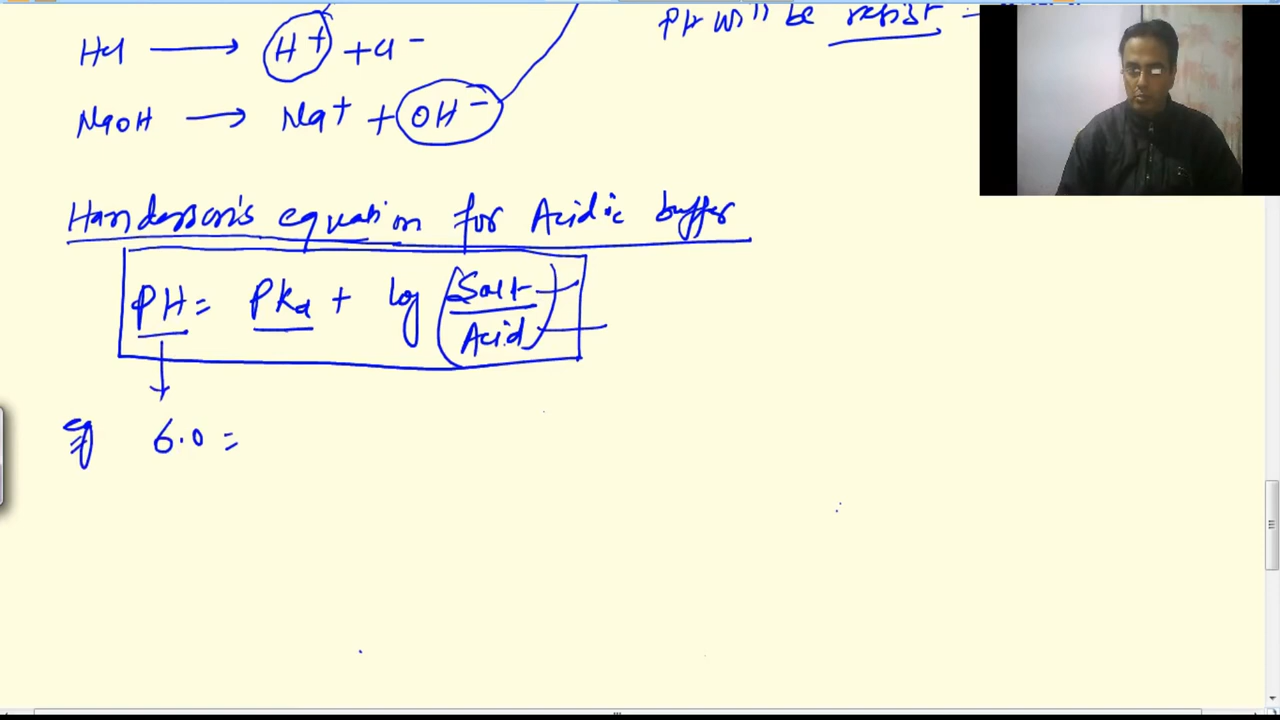 HCl ⟶ H+ + Cl -
PH will be resist -
NaOH ⟶ Na+ + OH-
Handerson's equation for Acidic buffer
PH = Pka + log (Salt / Acid)
eg 6.0 =